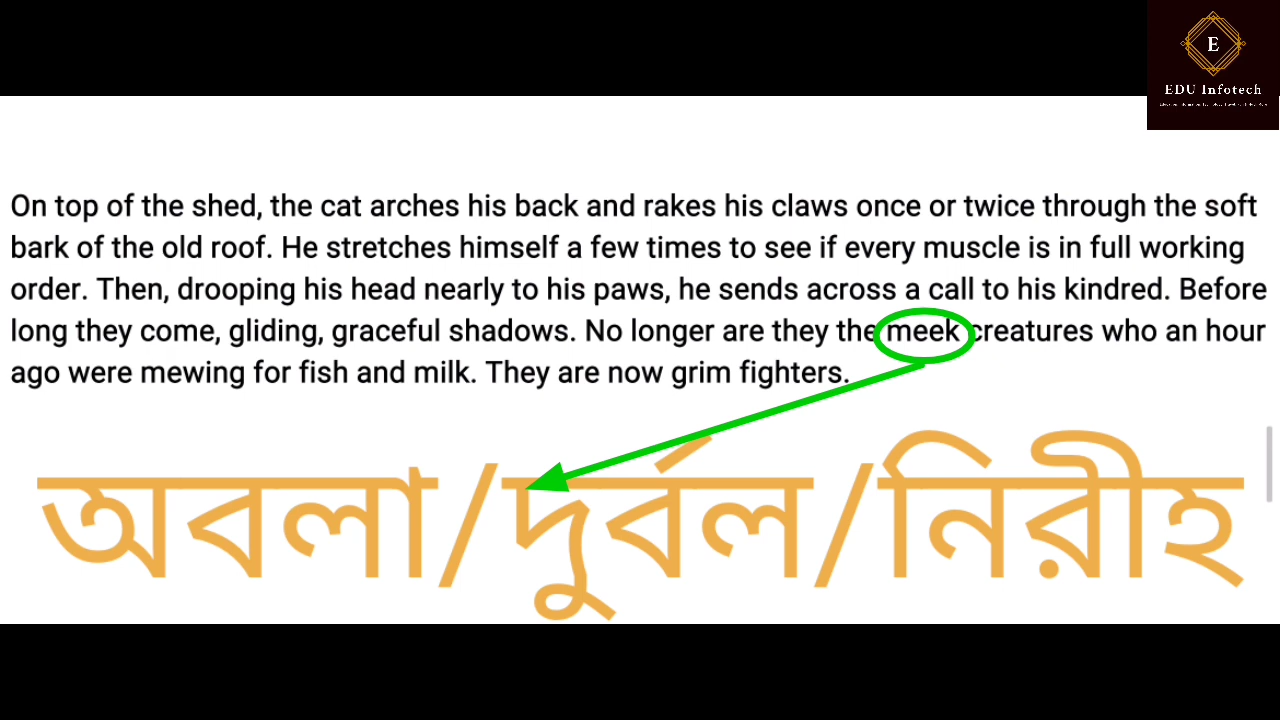 E
EDU Infotech
On top of the shed, the cat arches his back and rakes his claws once or twice through the soft
bark of the old roof. He stretches himself a few times to see if every muscle is in full working
order. Then, drooping his head nearly to his paws, he sends across a call to his kindred. Before
long they come, gliding, graceful shadows. No longer are they the meek creatures who an hour
ago were mewing for fish and milk. They are now grim fighters.
অবলা/দুর্বল/নিরীহ